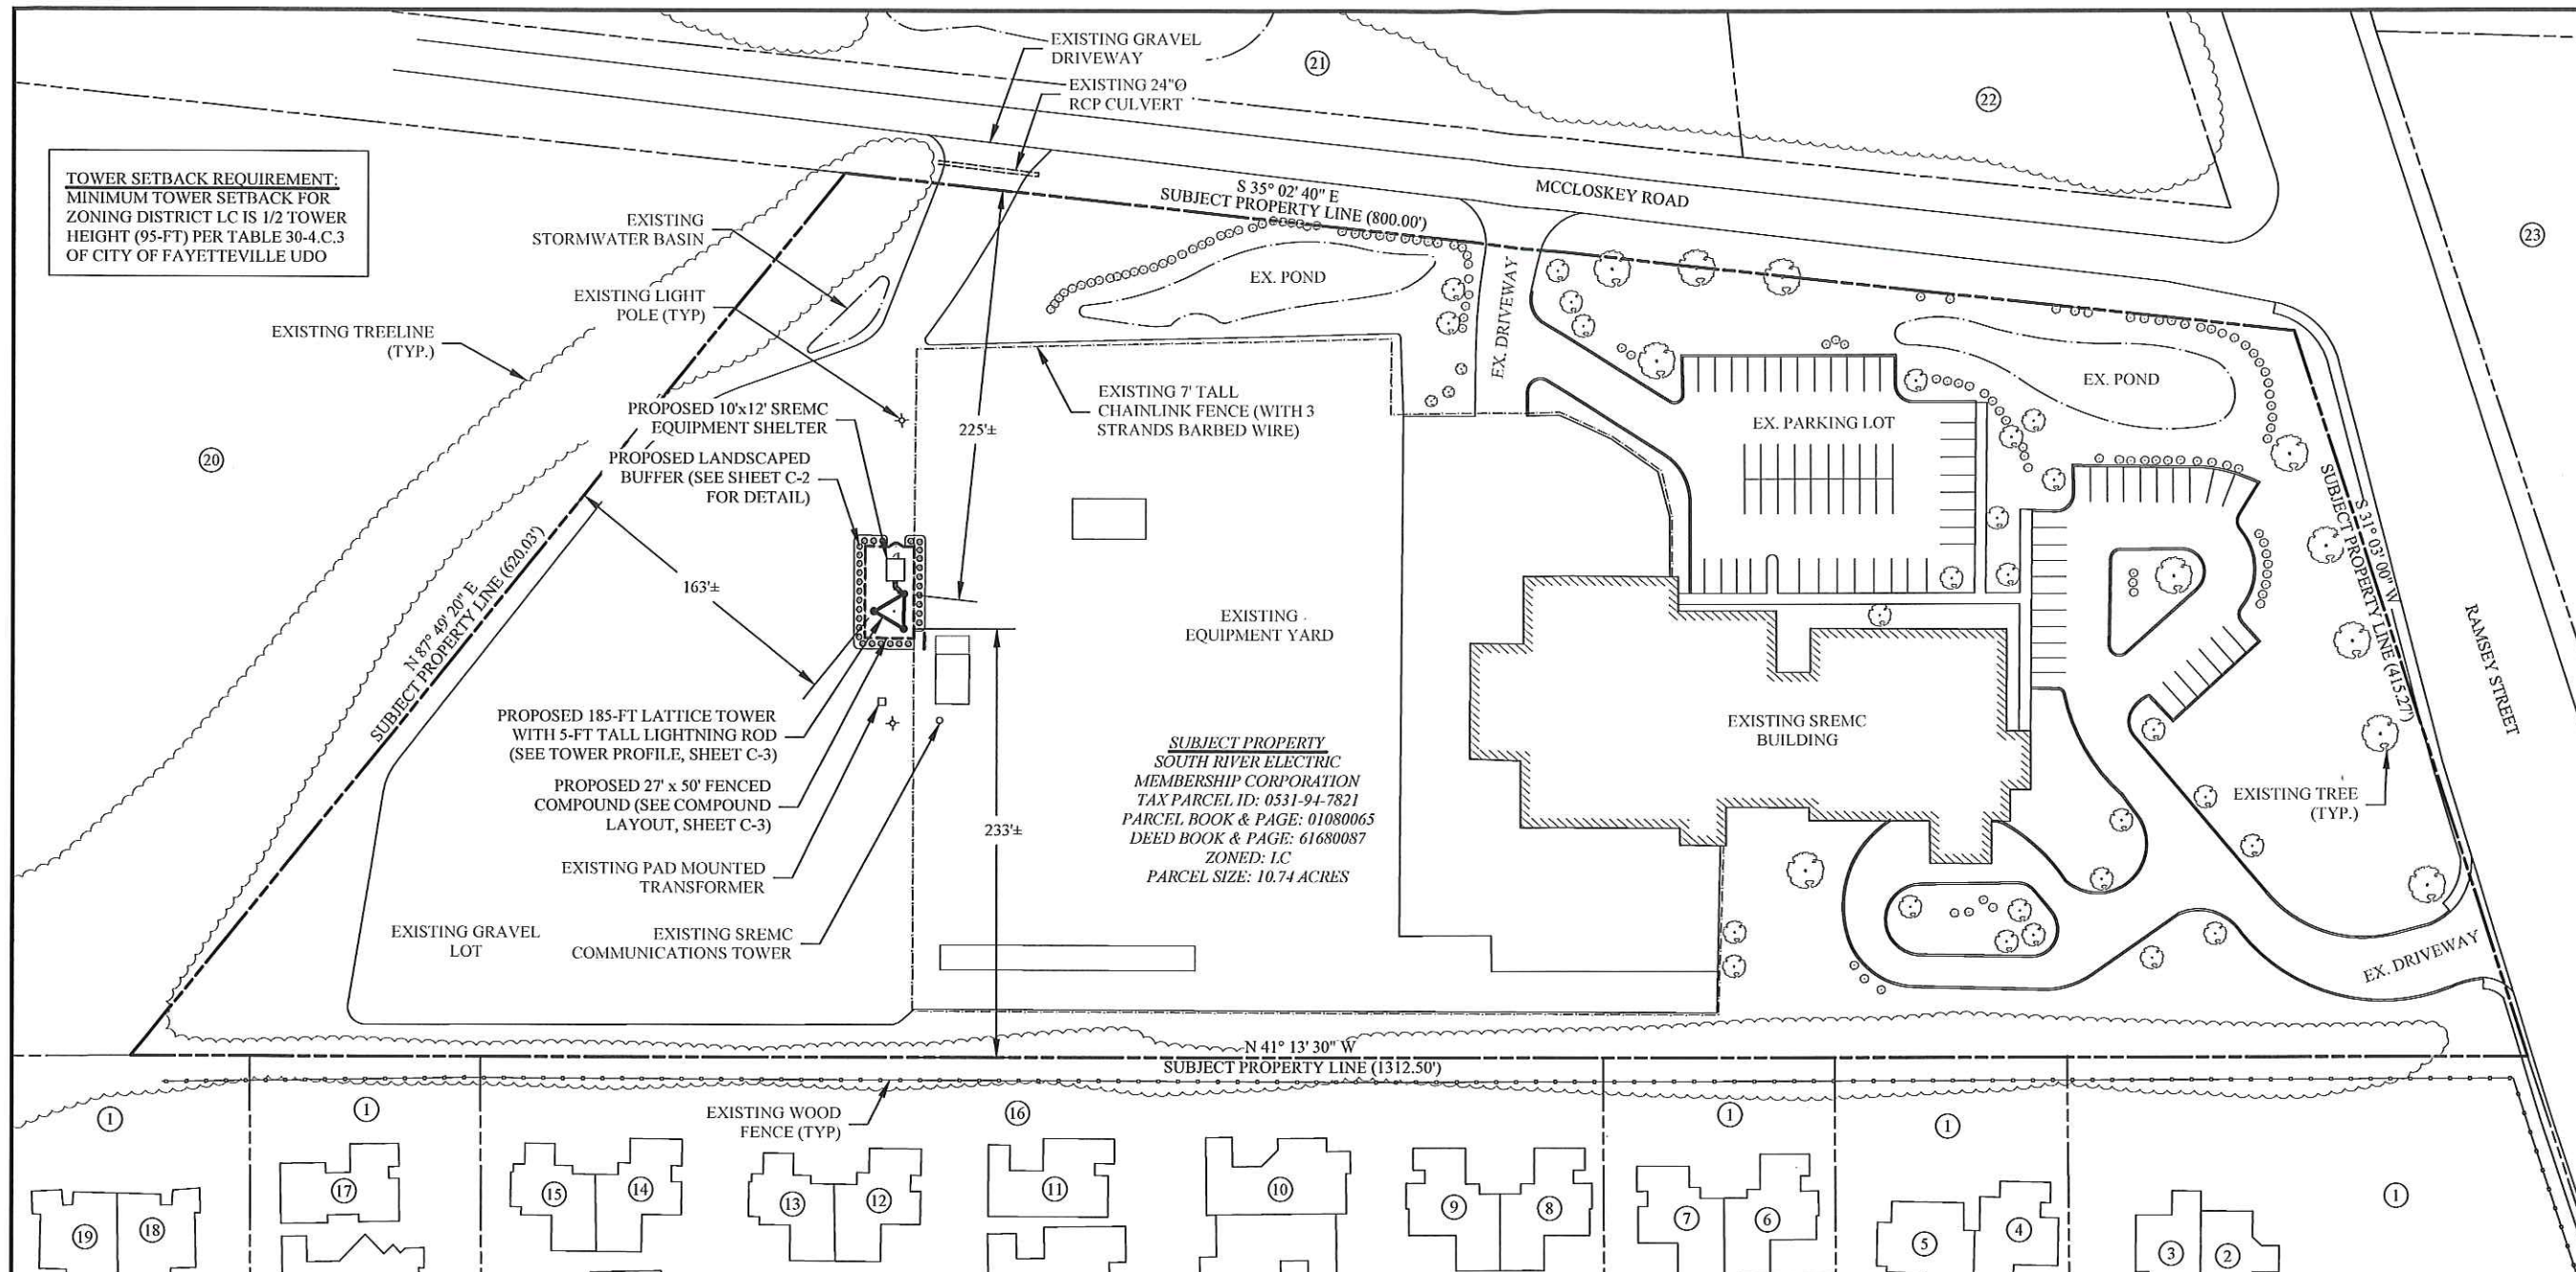 EXISTING GRAVEL
DRIVEWAY
EXISTING 24"Ø
RCP CULVERT
21
22
23
TOWER SETBACK REQUIREMENT:
MINIMUM TOWER SETBACK FOR
ZONING DISTRICT LC IS 1/2 TOWER
HEIGHT (95-FT) PER TABLE 30-4.C.3
OF CITY OF FAYETTEVILLE UDO
S 35° 02' 40" E
SUBJECT PROPERTY LINE (800.00')
MCCLOSKEY ROAD
EXISTING
STORMWATER BASIN
EXISTING LIGHT
POLE (TYP)
EXISTING TREELINE
(TYP.)
EX. POND
EX. DRIVEWAY
EX. POND
EXISTING 7' TALL
CHAINLINK FENCE (WITH 3
STRANDS BARBED WIRE)
EX. PARKING LOT
PROPOSED 10'x12' SREMC
EQUIPMENT SHELTER
225'±
PROPOSED LANDSCAPED
BUFFER (SEE SHEET C-2
FOR DETAIL)
20
163'±
N 87° 49' 20" E
SUBJECT PROPERTY LINE (620.03')
EXISTING
EQUIPMENT YARD
S 31° 03' 00" W
SUBJECT PROPERTY LINE (415.27')
RAMSEY STREET
PROPOSED 185-FT LATTICE TOWER
WITH 5-FT TALL LIGHTNING ROD
(SEE TOWER PROFILE, SHEET C-3)
PROPOSED 27' x 50' FENCED
COMPOUND (SEE COMPOUND
LAYOUT, SHEET C-3)
EXISTING PAD MOUNTED
TRANSFORMER
EXISTING SREMC
COMMUNICATIONS TOWER
EXISTING GRAVEL
LOT
233'±
SUBJECT PROPERTY
SOUTH RIVER ELECTRIC
MEMBERSHIP CORPORATION
TAX PARCEL ID: 0531-94-7821
PARCEL BOOK & PAGE: 01080065
DEED BOOK & PAGE: 61680087
ZONED: LC
PARCEL SIZE: 10.74 ACRES
EXISTING SREMC
BUILDING
EXISTING TREE
(TYP.)
EX. DRIVEWAY
N 41° 13' 30" W
SUBJECT PROPERTY LINE (1312.50')
EXISTING WOOD
FENCE (TYP)
1
1
16
1
1
1
19
18
17
15
14
13
12
11
10
9
8
7
6
5
4
3
2